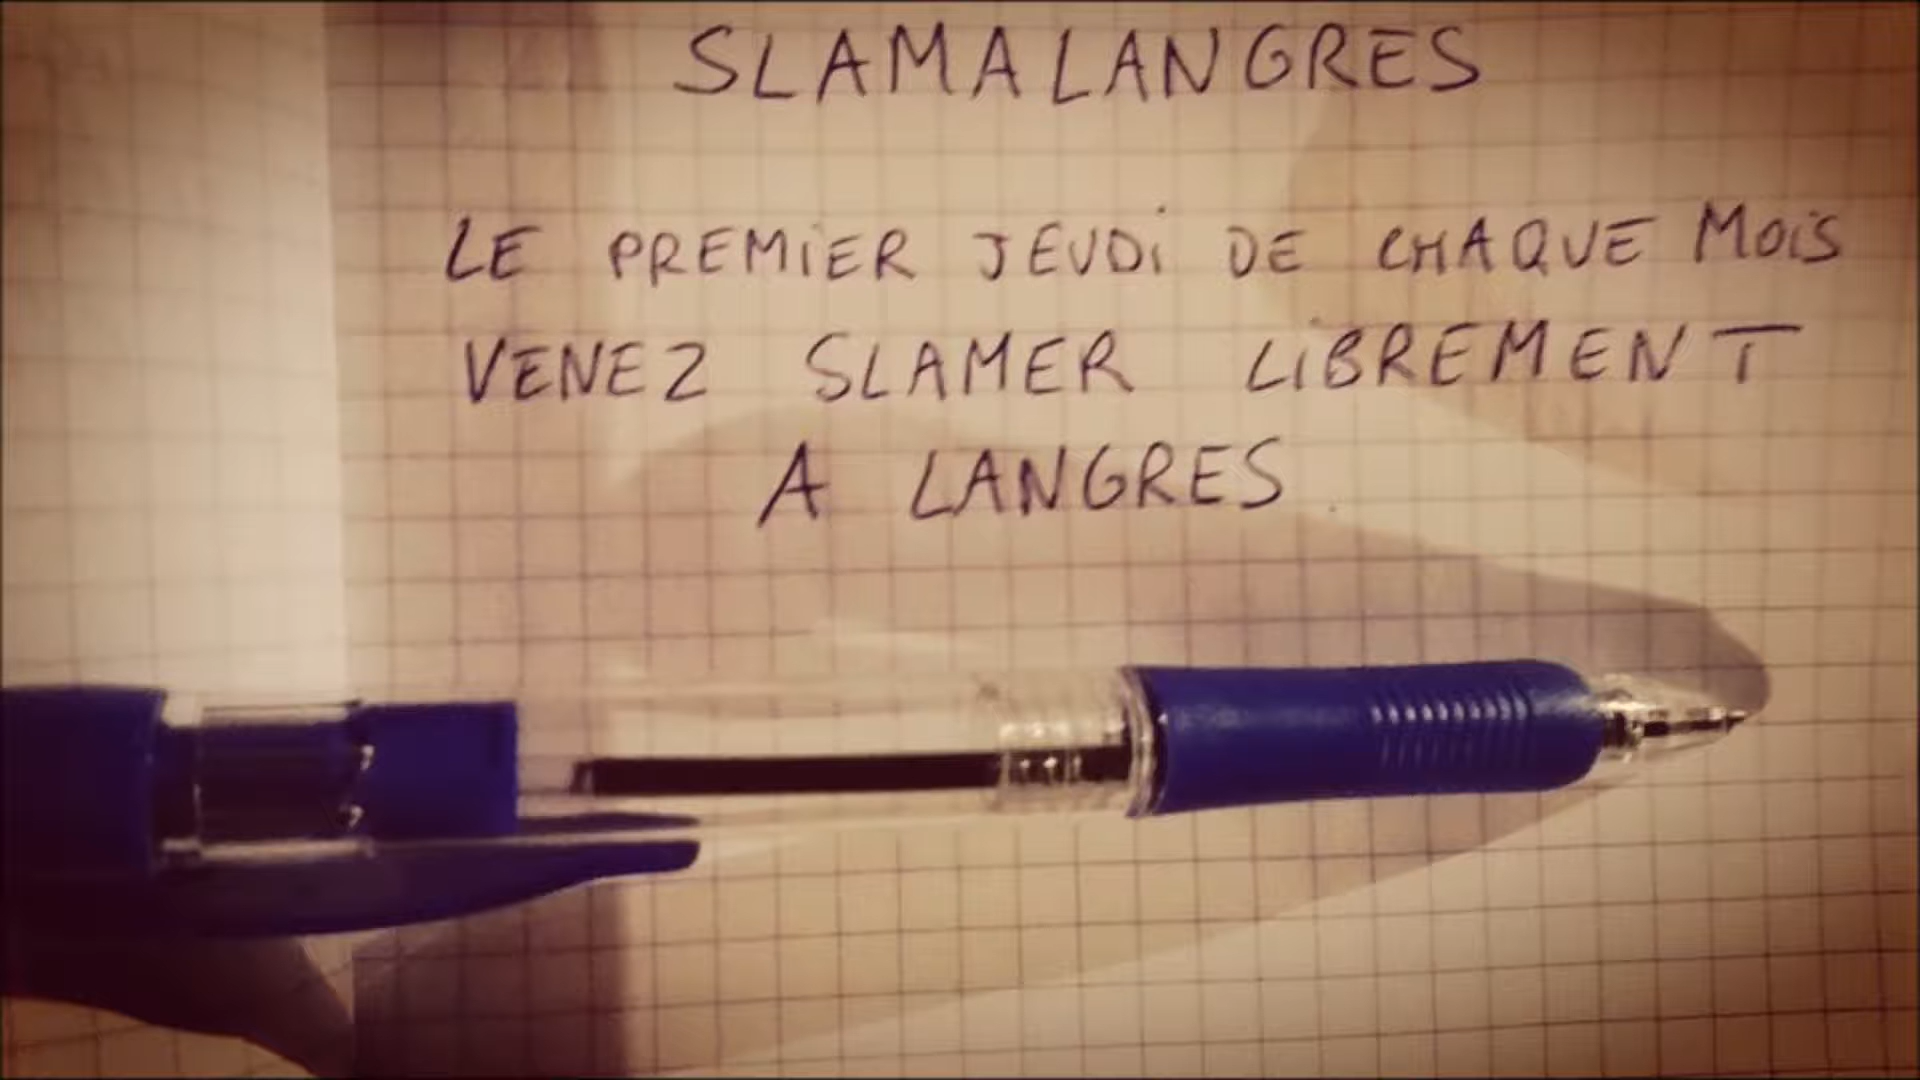 SLAMALANGRES
LE PREMiER JEUDi DE CHAQUE MOiS
VENEZ SLAMER LiBREMENT
A LANGRES.